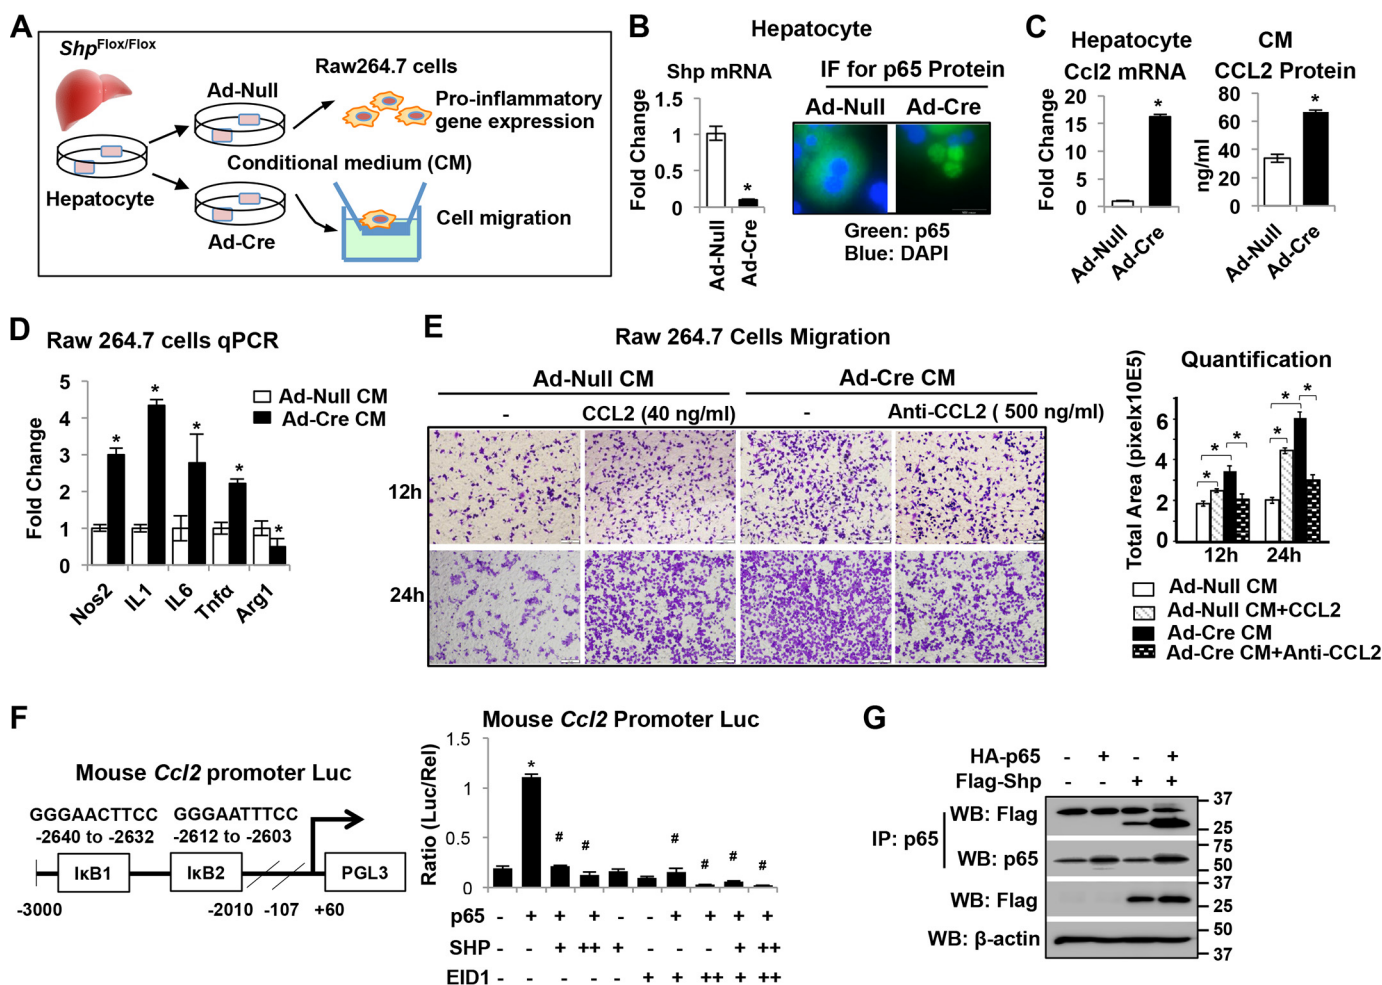 A
Shp Flox/Flox
Ad-Null
Raw264.7 cells
Pro-inflammatory
gene expression
Conditional medium (CM)
Hepatocyte
Ad-Cre
Cell migration
B
Hepatocyte
Shp mRNA
IF for p65 Protein
Ad-Null
Ad-Cre
Fold Change
1.5
1
0.5
0
*
Ad-Null
Ad-Cre
Green: p65
Blue: DAPI
C
Hepatocyte
Ccl2 mRNA
CM
CCL2 Protein
Fold Change
20
15
10
5
0
*
Ad-Null
Ad-Cre
ng/ml
80
60
40
20
0
*
Ad-Null
Ad-Cre
D
Raw 264.7 cells qPCR
Fold Change
5
4
3
2
1
0
Ad-Null CM
Ad-Cre CM
* * * * *
Nos2 IL1 IL6 Tnfα Arg1
E
Raw 264.7 Cells Migration
Ad-Null CM
Ad-Cre CM
- CCL2 (40 ng/ml) - Anti-CCL2 ( 500 ng/ml)
12h
24h
Quantification
Total Area (pixelx10E5)
6
4
2
0
* * * * * *
12h 24h
Ad-Null CM
Ad-Null CM+CCL2
Ad-Cre CM
Ad-Cre CM+Anti-CCL2
F
Mouse Ccl2 promoter Luc
GGGAACTTCC GGGAATTTCC
-2640 to -2632 -2612 to -2603
IκB1 IκB2 PGL3
-3000 -2010 -107 +60
Mouse Ccl2 Promoter Luc
Ratio (Luc/Rel)
1.5
1
0.5
0
* # # # # # #
p65 - + + + - - + + + +
SHP - - + ++ + - - - + ++
EID1 - - - - - + + ++ + ++
G
HA-p65 - + - +
Flag-Shp - - + +
IP: p65
WB: Flag
37
25
WB: p65
75
50
WB: Flag
37
25
WB: β-actin
50
37